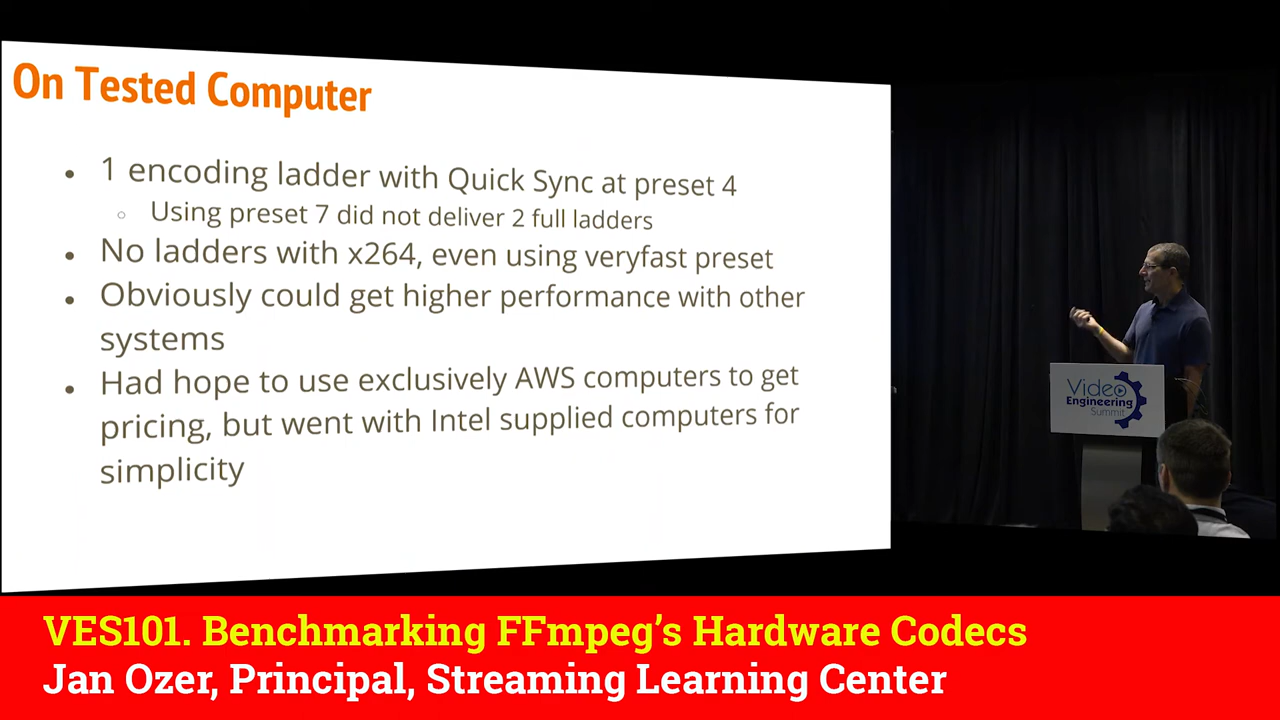 On Tested Computer
• 1 encoding ladder with Quick Sync at preset 4
○ Using preset 7 did not deliver 2 full ladders
• No ladders with x264, even using veryfast preset
• Obviously could get higher performance with other
systems
• Had hope to use exclusively AWS computers to get
pricing, but went with Intel supplied computers for
simplicity
Video
Engineering
Summit
VES101. Benchmarking FFmpeg's Hardware Codecs
Jan Ozer, Principal, Streaming Learning Center